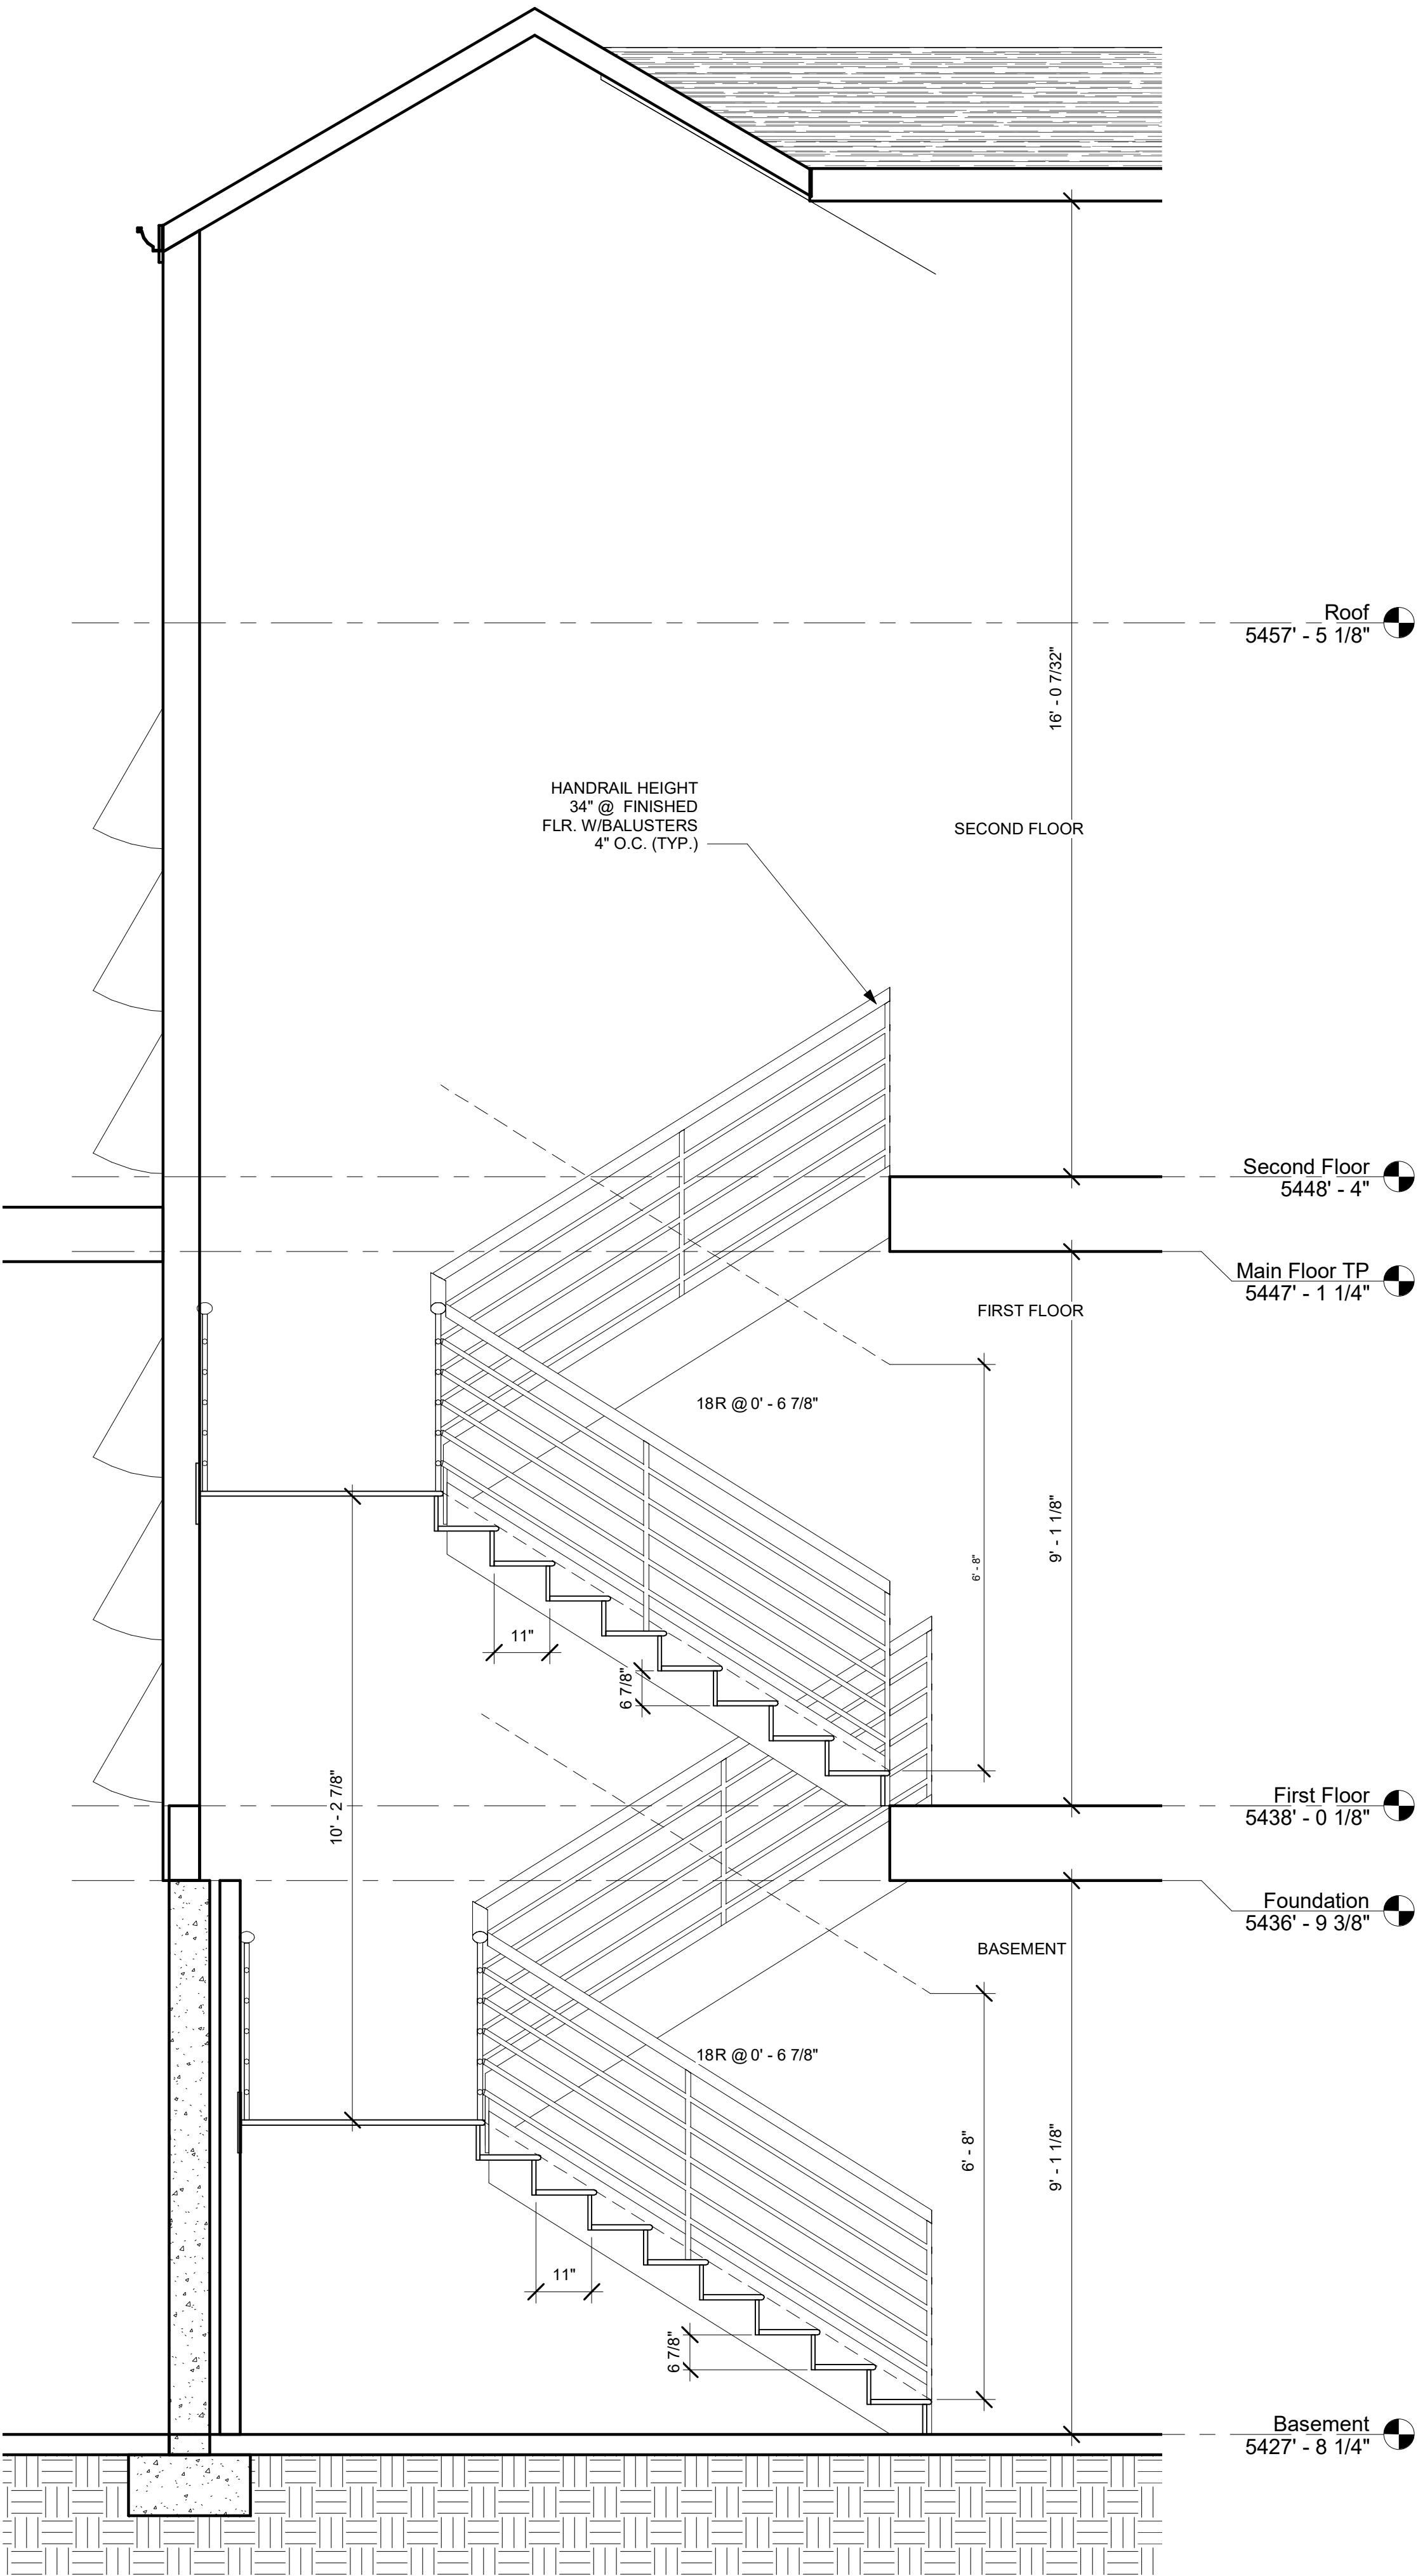 Roof
5457' - 5 1/8"
16' - 0 7/32"
HANDRAIL HEIGHT
34" @ FINISHED
FLR. W/BALUSTERS
4" O.C. (TYP.)
SECOND FLOOR
Second Floor
5448' - 4"
Main Floor TP
5447' - 1 1/4"
FIRST FLOOR
18R @ 0' - 6 7/8"
9' - 1 1/8"
6' - 8"
11"
6 7/8"
10' - 2 7/8"
First Floor
5438' - 0 1/8"
Foundation
5436' - 9 3/8"
BASEMENT
18R @ 0' - 6 7/8"
6' - 8"
9' - 1 1/8"
11"
6 7/8"
Basement
5427' - 8 1/4"